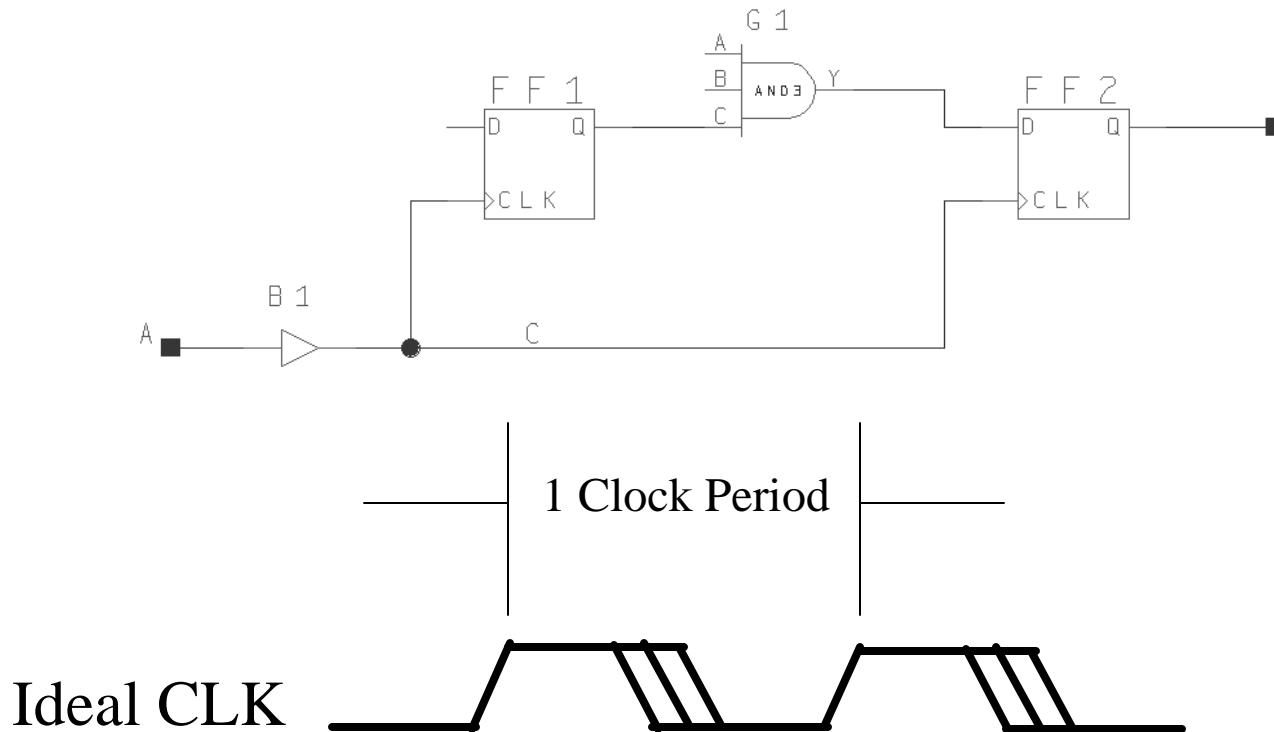 G 1
A
B
C
AND3
Y
F F 1
D
Q
CLK
F F 2
D
Q
CLK
B 1
A
C
1 Clock Period
Ideal CLK